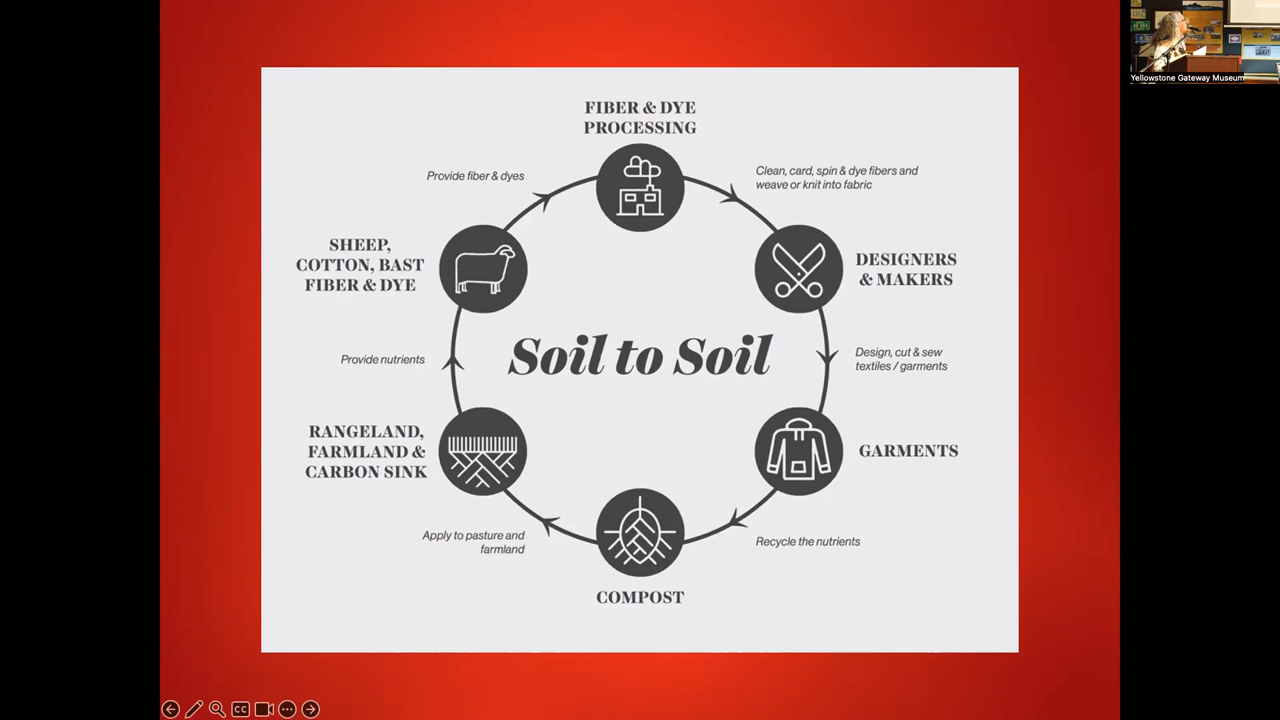 FIBER & DYE
PROCESSING
Provide fiber & dyes
Clean, card, spin & dye fibers and
weave or knit into fabric
SHEEP,
COTTON, BAST
FIBER & DYE
DESIGNERS
& MAKERS
Soil to Soil
Provide nutrients
Design, cut & sew
textiles / garments
RANGELAND,
FARMLAND &
CARBON SINK
GARMENTS
Apply to pasture and
farmland
Recycle the nutrients
COMPOST
Yellowstone Gateway Museum
CC